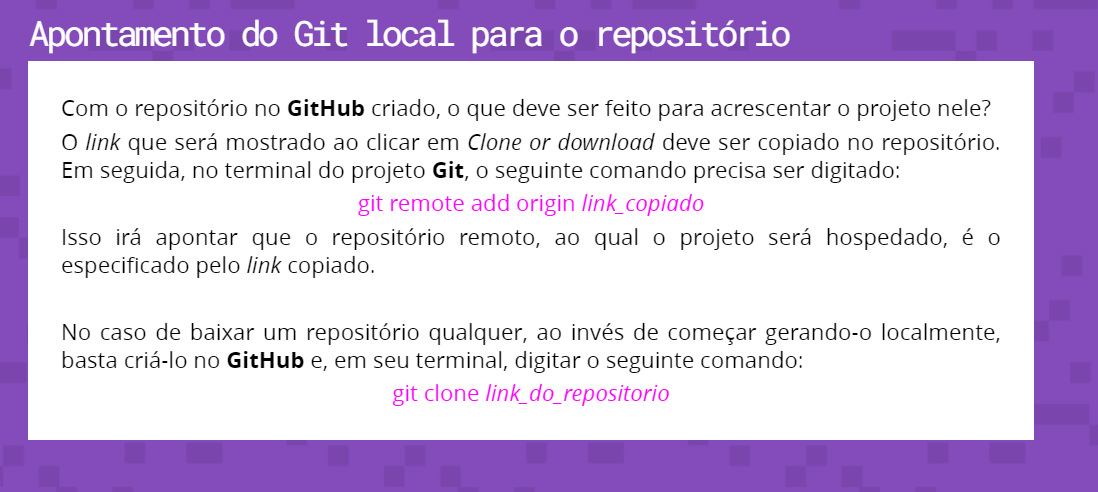 Apontamento do Git local para o repositório
Com o repositório no GitHub criado, o que deve ser feito para acrescentar o projeto nele?
O link que será mostrado ao clicar em Clone or download deve ser copiado no repositório.
Em seguida, no terminal do projeto Git, o seguinte comando precisa ser digitado:
git remote add origin link_copiado
Isso irá apontar que o repositório remoto, ao qual o projeto será hospedado, é o
especificado pelo link copiado.
No caso de baixar um repositório qualquer, ao invés de começar gerando-o localmente,
basta criá-lo no GitHub e, em seu terminal, digitar o seguinte comando:
git clone link_do_repositorio